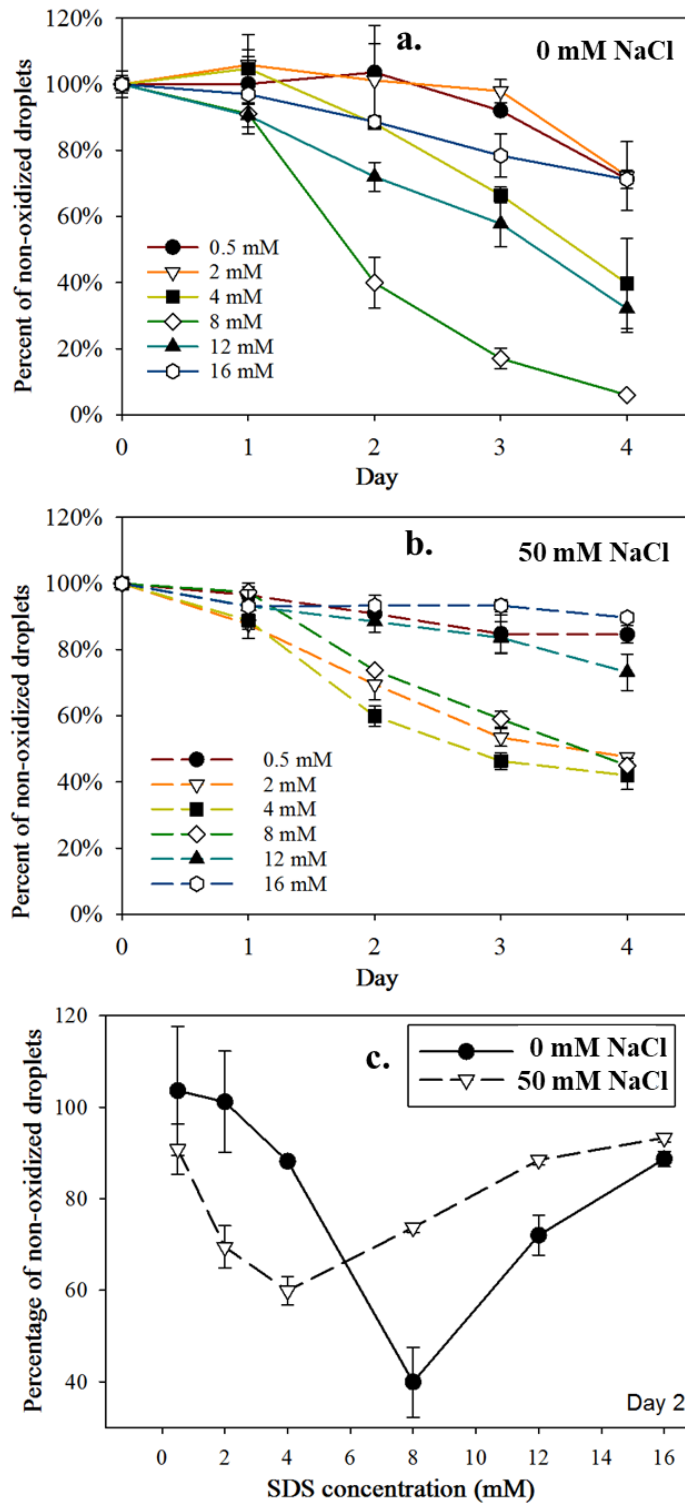 120%
a.
0 mM NaCl
100%
80%
60%
40%
20%
0%
Percent of non-oxidized droplets
0.5 mM
2 mM
4 mM
8 mM
12 mM
16 mM
0 1 2 3 4
Day
120%
b.
50 mM NaCl
100%
80%
60%
40%
20%
0%
Percent of non-oxidized droplets
0.5 mM
2 mM
4 mM
8 mM
12 mM
16 mM
0 1 2 3 4
Day
120
c.
0 mM NaCl
50 mM NaCl
100
80
60
40
Percentage of non-oxidized droplets
Day 2
0 2 4 6 8 10 12 14 16
SDS concentration (mM)